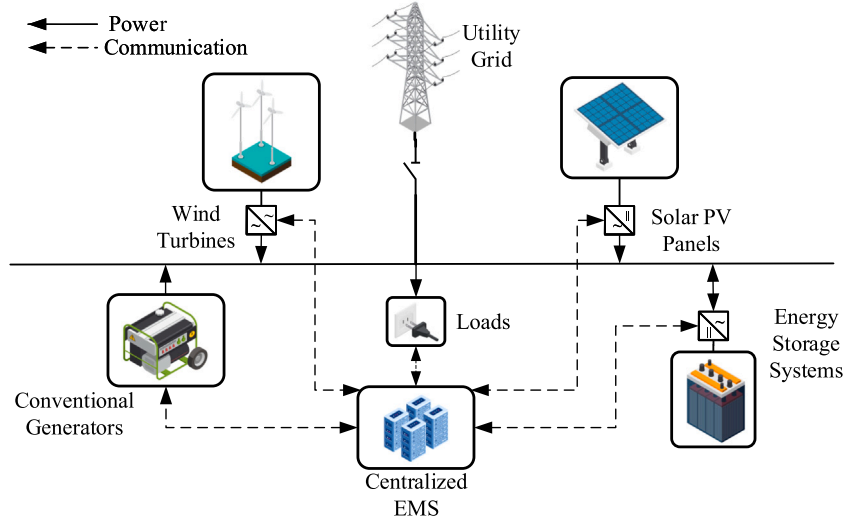 Power
Communication
Utility
Grid
Wind
Turbines
Solar PV
Panels
Loads
Energy
Storage
Systems
Conventional
Generators
Centralized
EMS